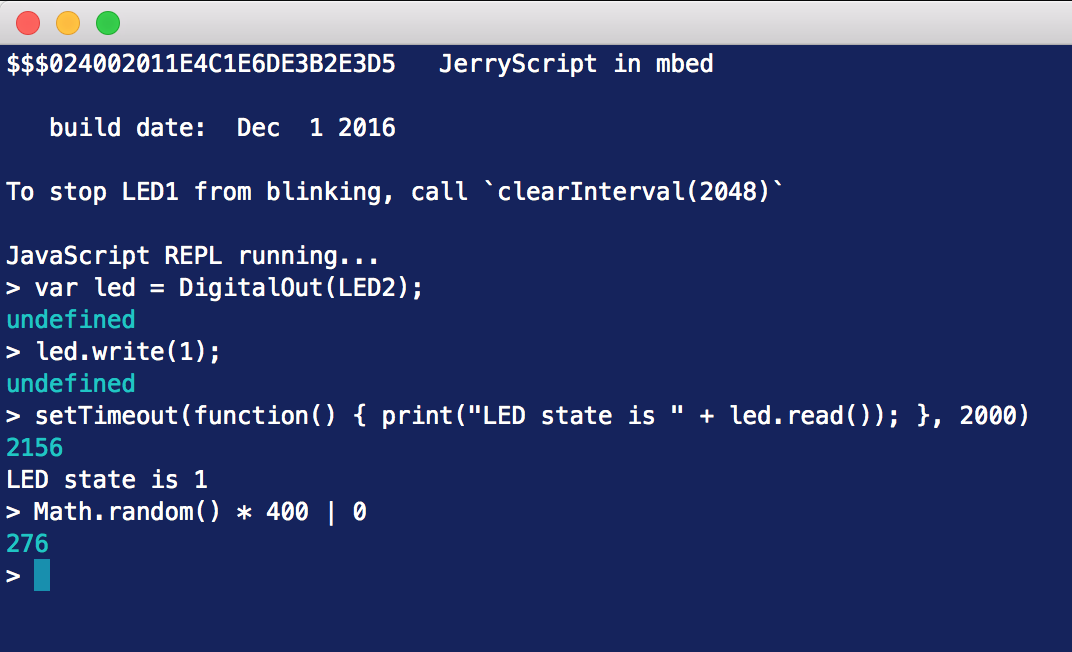 $$$024002011E4C1E6DE3B2E3D5   JerryScript in mbed
   build date:  Dec  1 2016
To stop LED1 from blinking, call `clearInterval(2048)`
JavaScript REPL running...
> var led = DigitalOut(LED2);
undefined
> led.write(1);
undefined
> setTimeout(function() { print("LED state is " + led.read()); }, 2000)
2156
LED state is 1
> Math.random() * 400 | 0
276
>